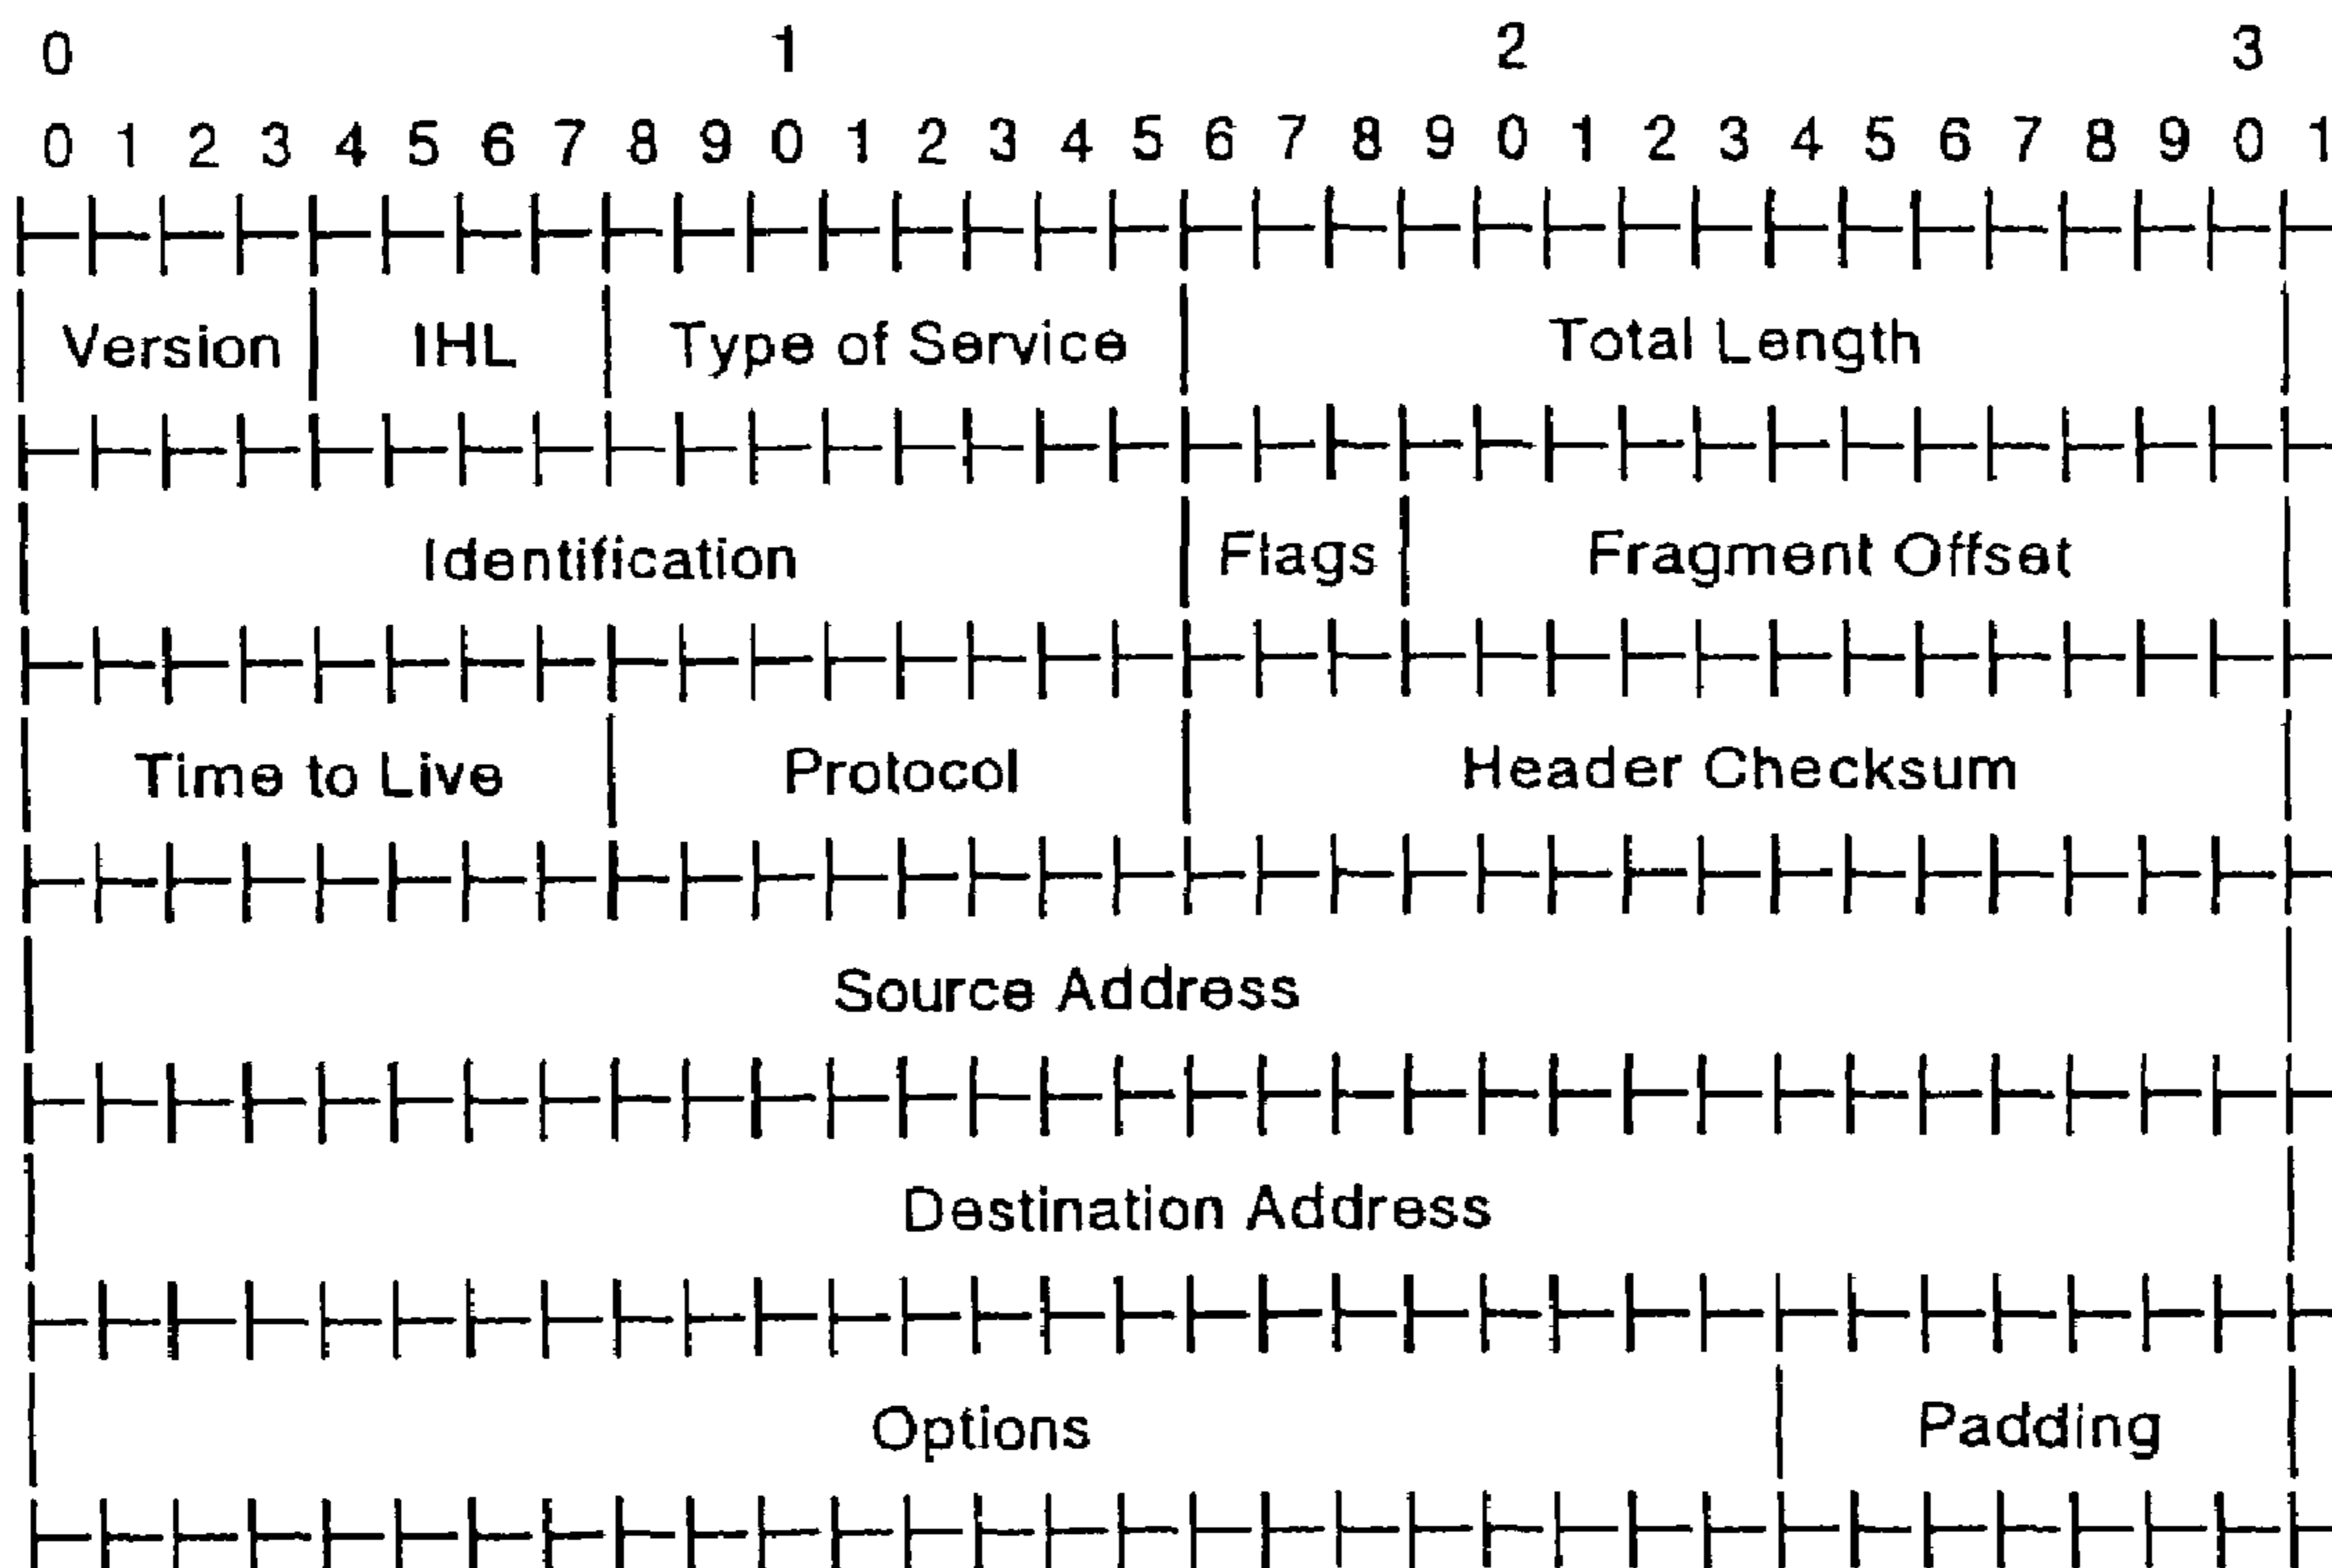 0 1 2 3
0 1 2 3 4 5 6 7 8 9 0 1 2 3 4 5 6 7 8 9 0 1 2 3 4 5 6 7 8 9 0 1
Version IHL Type of Service Total Length
Identification Flags Fragment Offset
Time to Live Protocol Header Checksum
Source Address
Destination Address
Options Padding